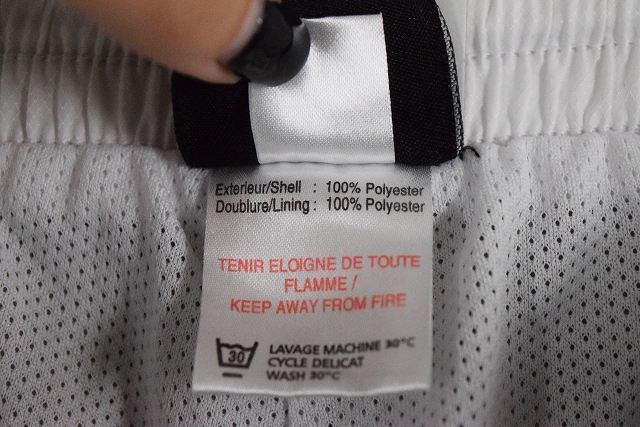 Exterieur/Shell : 100% Polyester
Doublure/Lining : 100% Polyester
TENIR ELOIGNE DE TOUTE
FLAMME /
KEEP AWAY FROM FIRE
30 LAVAGE MACHINE 30°C
CYCLE DELICAT
WASH 30°C